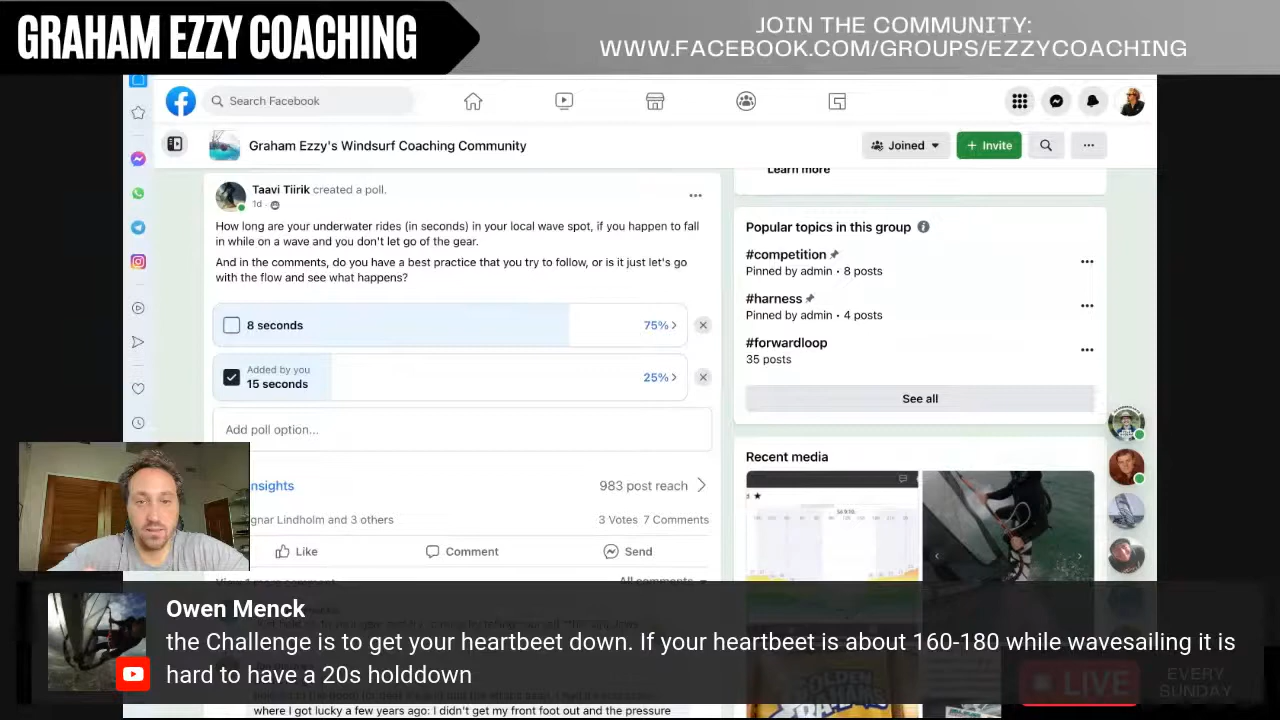 GRAHAM EZZY COACHING
JOIN THE COMMUNITY:
WWW.FACEBOOK.COM/GROUPS/EZZYCOACHING
Search Facebook
Graham Ezzy's Windsurf Coaching Community
Joined
+ Invite
Taavi Tiirik created a poll.
1d
How long are your underwater rides (in seconds) in your local wave spot, if you happen to fall
in while on a wave and you don't let go of the gear.
And in the comments, do you have a best practice that you try to follow, or is it just let's go
with the flow and see what happens?
8 seconds
75%
Added by you
15 seconds
25%
Add poll option...
nsights
983 post reach
gnar Lindholm and 3 others
3 Votes 7 Comments
Like
Comment
Send
All comments
Learn more
Popular topics in this group
#competition
Pinned by admin • 8 posts
#harness
Pinned by admin • 4 posts
#forwardloop
35 posts
See all
Recent media
Owen Menck
the Challenge is to get your heartbeet down. If your heartbeet is about 160-180 while wavesailing it is
hard to have a 20s holddown
GOLDEN
GRAHAMS
LIVE
EVERY
SUNDAY
where I got lucky a few years ago: I didn't get my front foot out and the pressure